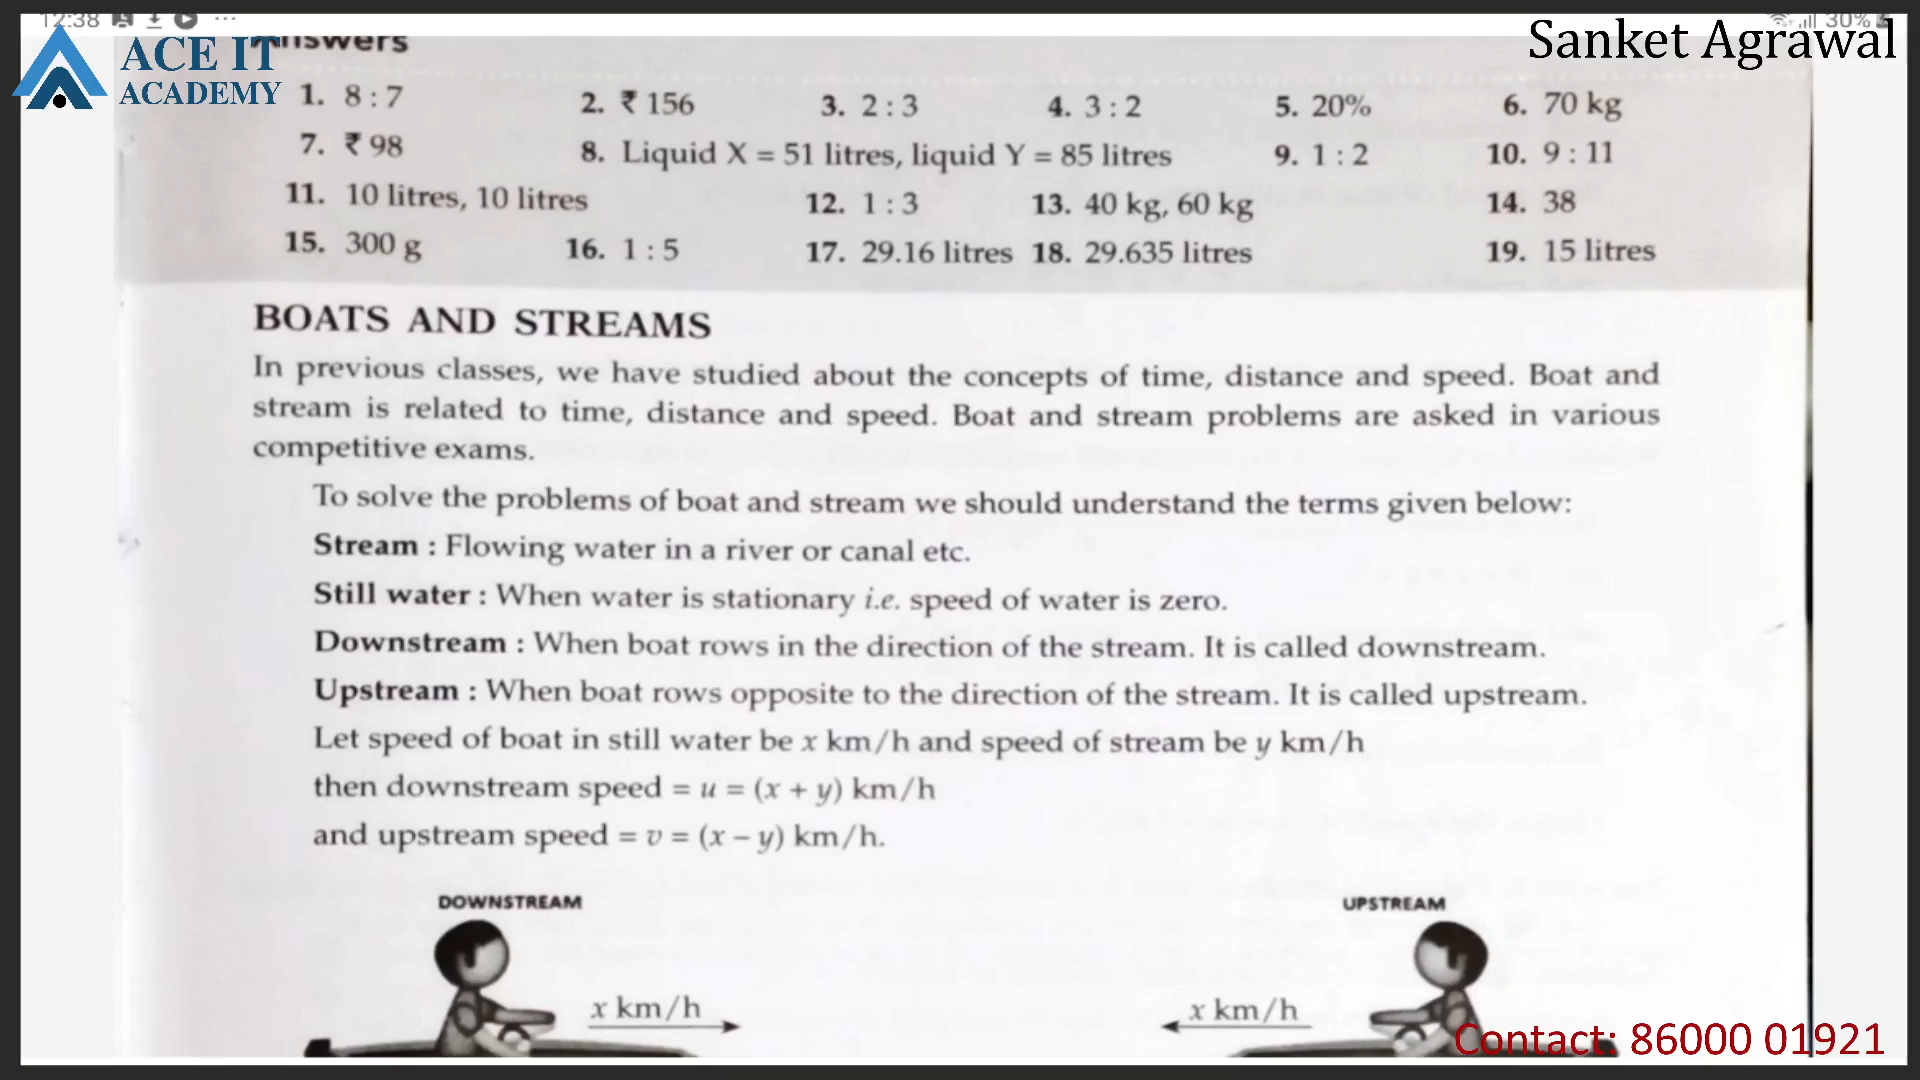 12:38 ... 30%
Answers
ACE IT
ACADEMY
Sanket Agrawal
1. 8 : 7 2. ₹ 156 3. 2 : 3 4. 3 : 2 5. 20% 6. 70 kg
7. ₹ 98 8. Liquid X = 51 litres, liquid Y = 85 litres 9. 1 : 2 10. 9 : 11
11. 10 litres, 10 litres 12. 1 : 3 13. 40 kg, 60 kg 14. 38
15. 300 g 16. 1 : 5 17. 29.16 litres 18. 29.635 litres 19. 15 litres
BOATS AND STREAMS
In previous classes, we have studied about the concepts of time, distance and speed. Boat and
stream is related to time, distance and speed. Boat and stream problems are asked in various
competitive exams.
To solve the problems of boat and stream we should understand the terms given below:
Stream : Flowing water in a river or canal etc.
Still water : When water is stationary i.e. speed of water is zero.
Downstream : When boat rows in the direction of the stream. It is called downstream.
Upstream : When boat rows opposite to the direction of the stream. It is called upstream.
Let speed of boat in still water be x km/h and speed of stream be y km/h
then downstream speed = u = (x + y) km/h
and upstream speed = v = (x – y) km/h.
DOWNSTREAM UPSTREAM
x km/h x km/h
Contact: 86000 01921